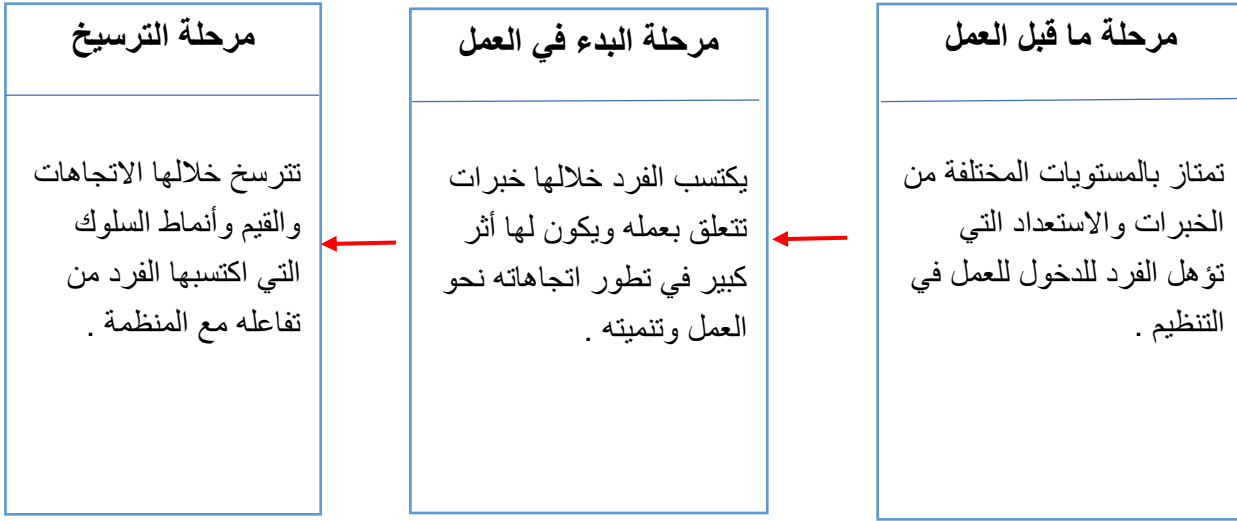 مرحلة ما قبل العمل
تمتاز بالمستويات المختلفة من
الخبرات والاستعداد التي
تؤهل الفرد للدخول للعمل في
التنظيم .
مرحلة البدء في العمل
يكتسب الفرد خلالها خبرات
تتعلق بعمله ويكون لها أثر
كبير في تطور اتجاهاته نحو
العمل وتنميته .
مرحلة الترسيخ
تترسخ خلالها الاتجاهات
والقيم وأنماط السلوك
التي اكتسبها الفرد من
تفاعله مع المنظمة .